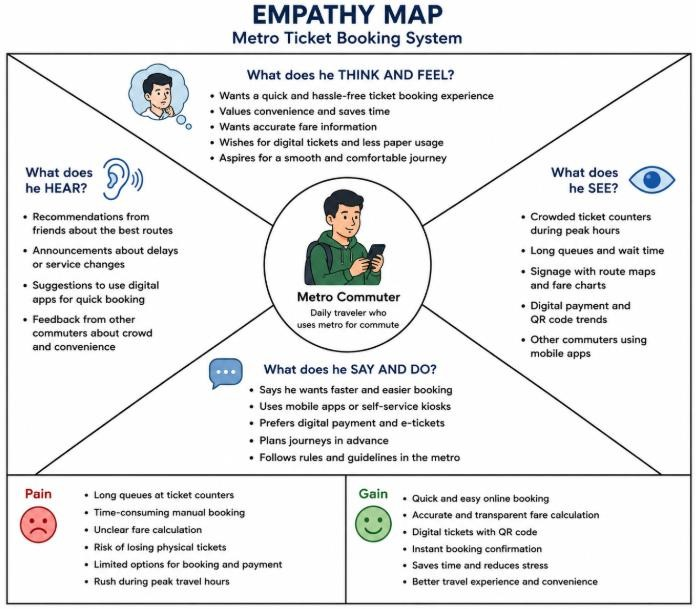 EMPATHY MAP
Metro Ticket Booking System
What does he THINK AND FEEL?
• Wants a quick and hassle-free ticket booking experience
• Values convenience and saves time
• Wants accurate fare information
• Wishes for digital tickets and less paper usage
• Aspires for a smooth and comfortable journey
What does
he HEAR?
• Recommendations from
friends about the best routes
• Announcements about delays
or service changes
• Suggestions to use digital
apps for quick booking
• Feedback from other
commuters about crowd
and convenience
Metro Commuter
Daily traveler who
uses metro for commute
What does
he SEE?
• Crowded ticket counters
during peak hours
• Long queues and wait time
• Signage with route maps
and fare charts
• Digital payment and
QR code trends
• Other commuters using
mobile apps
What does he SAY AND DO?
• Says he wants faster and easier booking
• Uses mobile apps or self-service kiosks
• Prefers digital payment and e-tickets
• Plans journeys in advance
• Follows rules and guidelines in the metro
Pain
• Long queues at ticket counters
• Time-consuming manual booking
• Unclear fare calculation
• Risk of losing physical tickets
• Limited options for booking and payment
• Rush during peak travel hours
Gain
• Quick and easy online booking
• Accurate and transparent fare calculation
• Digital tickets with QR code
• Instant booking confirmation
• Saves time and reduces stress
• Better travel experience and convenience